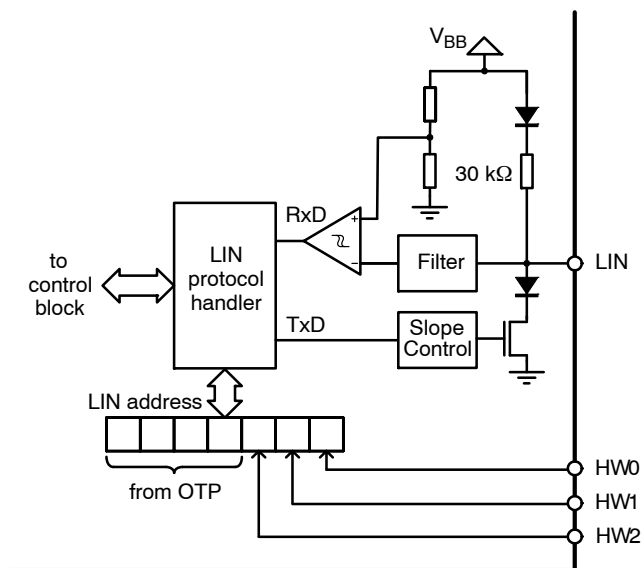 VBB
30 kΩ
RxD
+
−
LIN
protocol
handler
to
control
block
Filter
LIN
TxD
Slope
Control
LIN address
from OTP
HW0
HW1
HW2